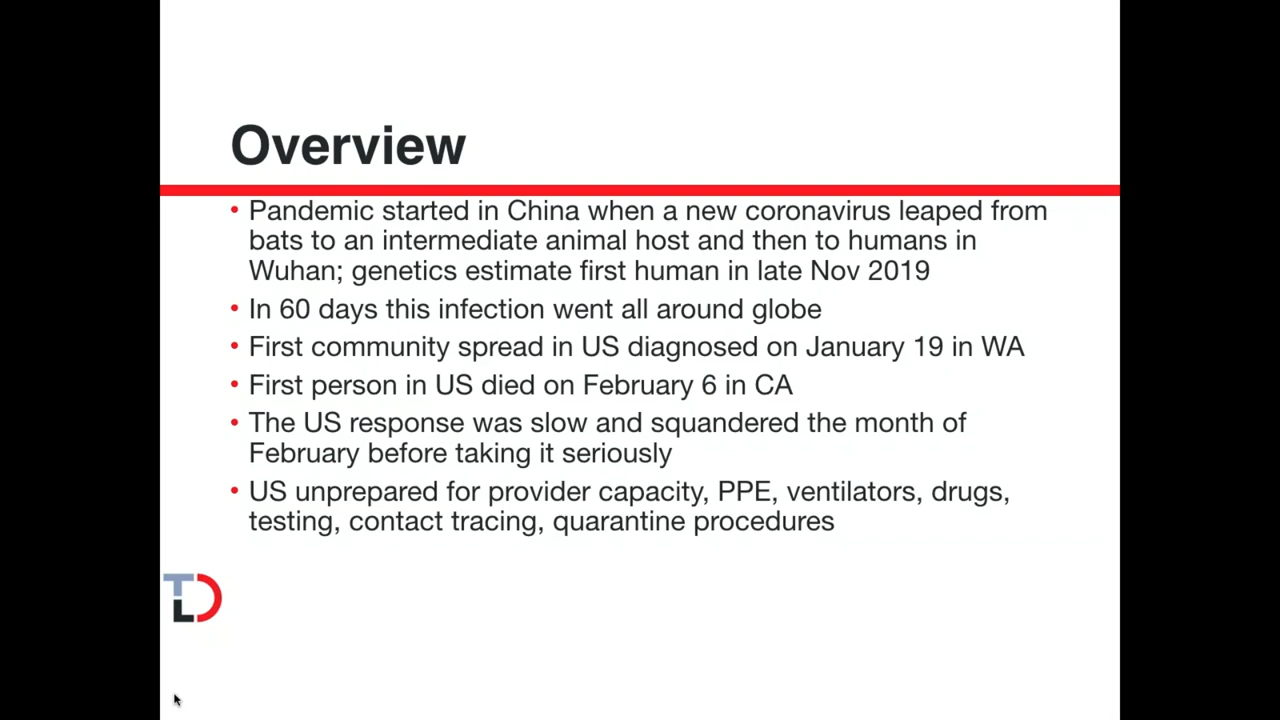 Overview
• Pandemic started in China when a new coronavirus leaped from
bats to an intermediate animal host and then to humans in
Wuhan; genetics estimate first human in late Nov 2019
• In 60 days this infection went all around globe
• First community spread in US diagnosed on January 19 in WA
• First person in US died on February 6 in CA
• The US response was slow and squandered the month of
February before taking it seriously
• US unprepared for provider capacity, PPE, ventilators, drugs,
testing, contact tracing, quarantine procedures
TLD